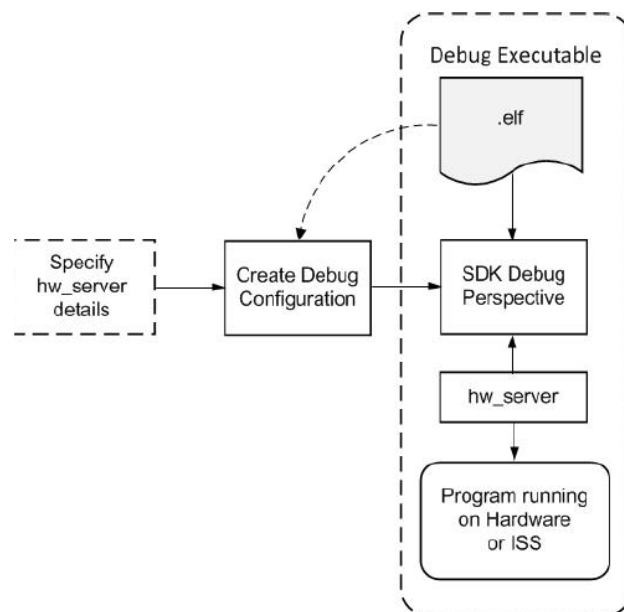 Debug Executable
.elf
Specify
hw_server
details
Create Debug
Configuration
SDK Debug
Perspective
hw_server
Program running
on Hardware
or ISS